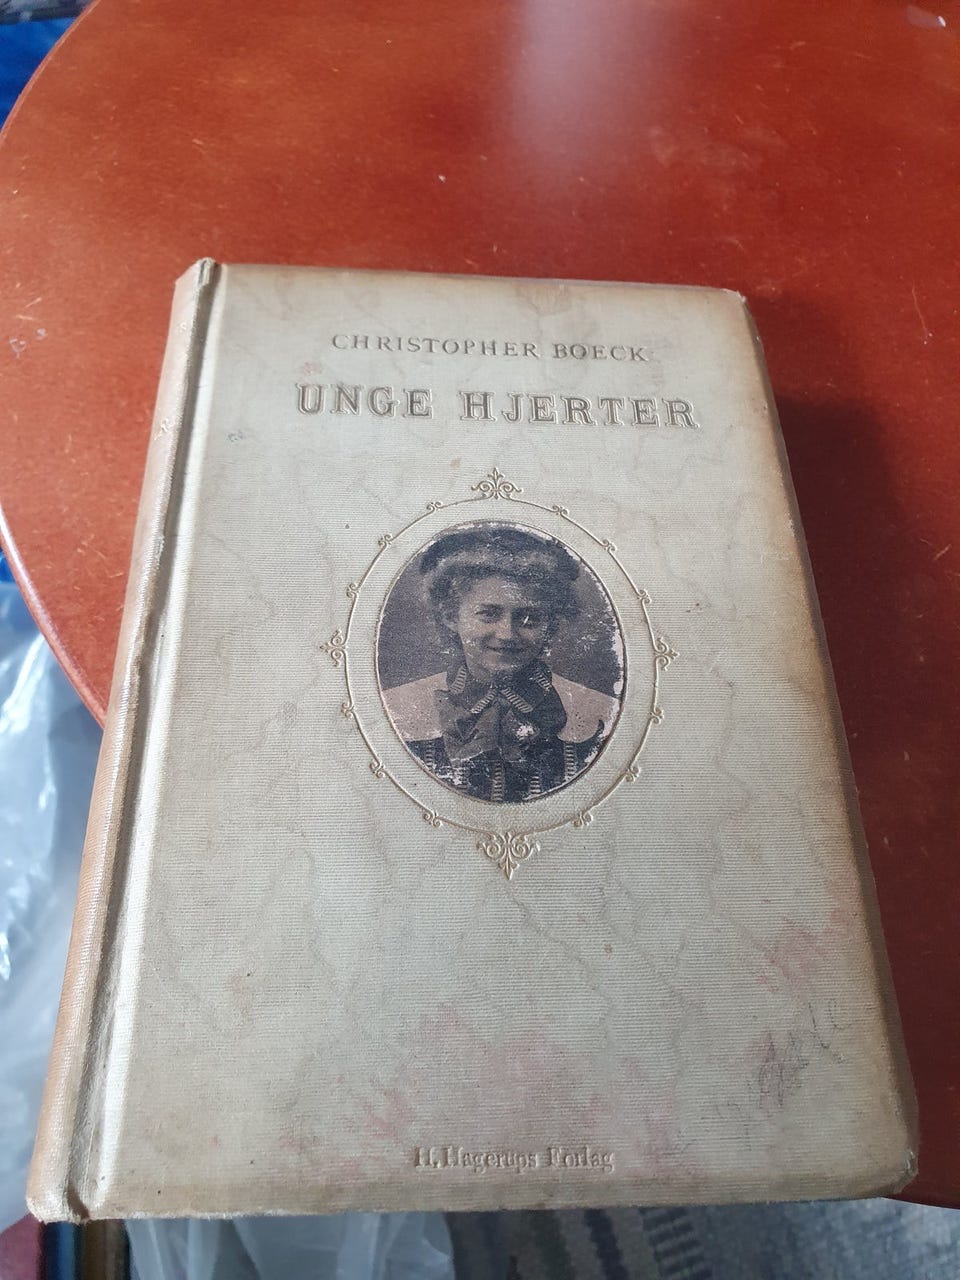 CHRISTOPHER BOECK
UNGE HJERTER
H. Hagerups Forlag